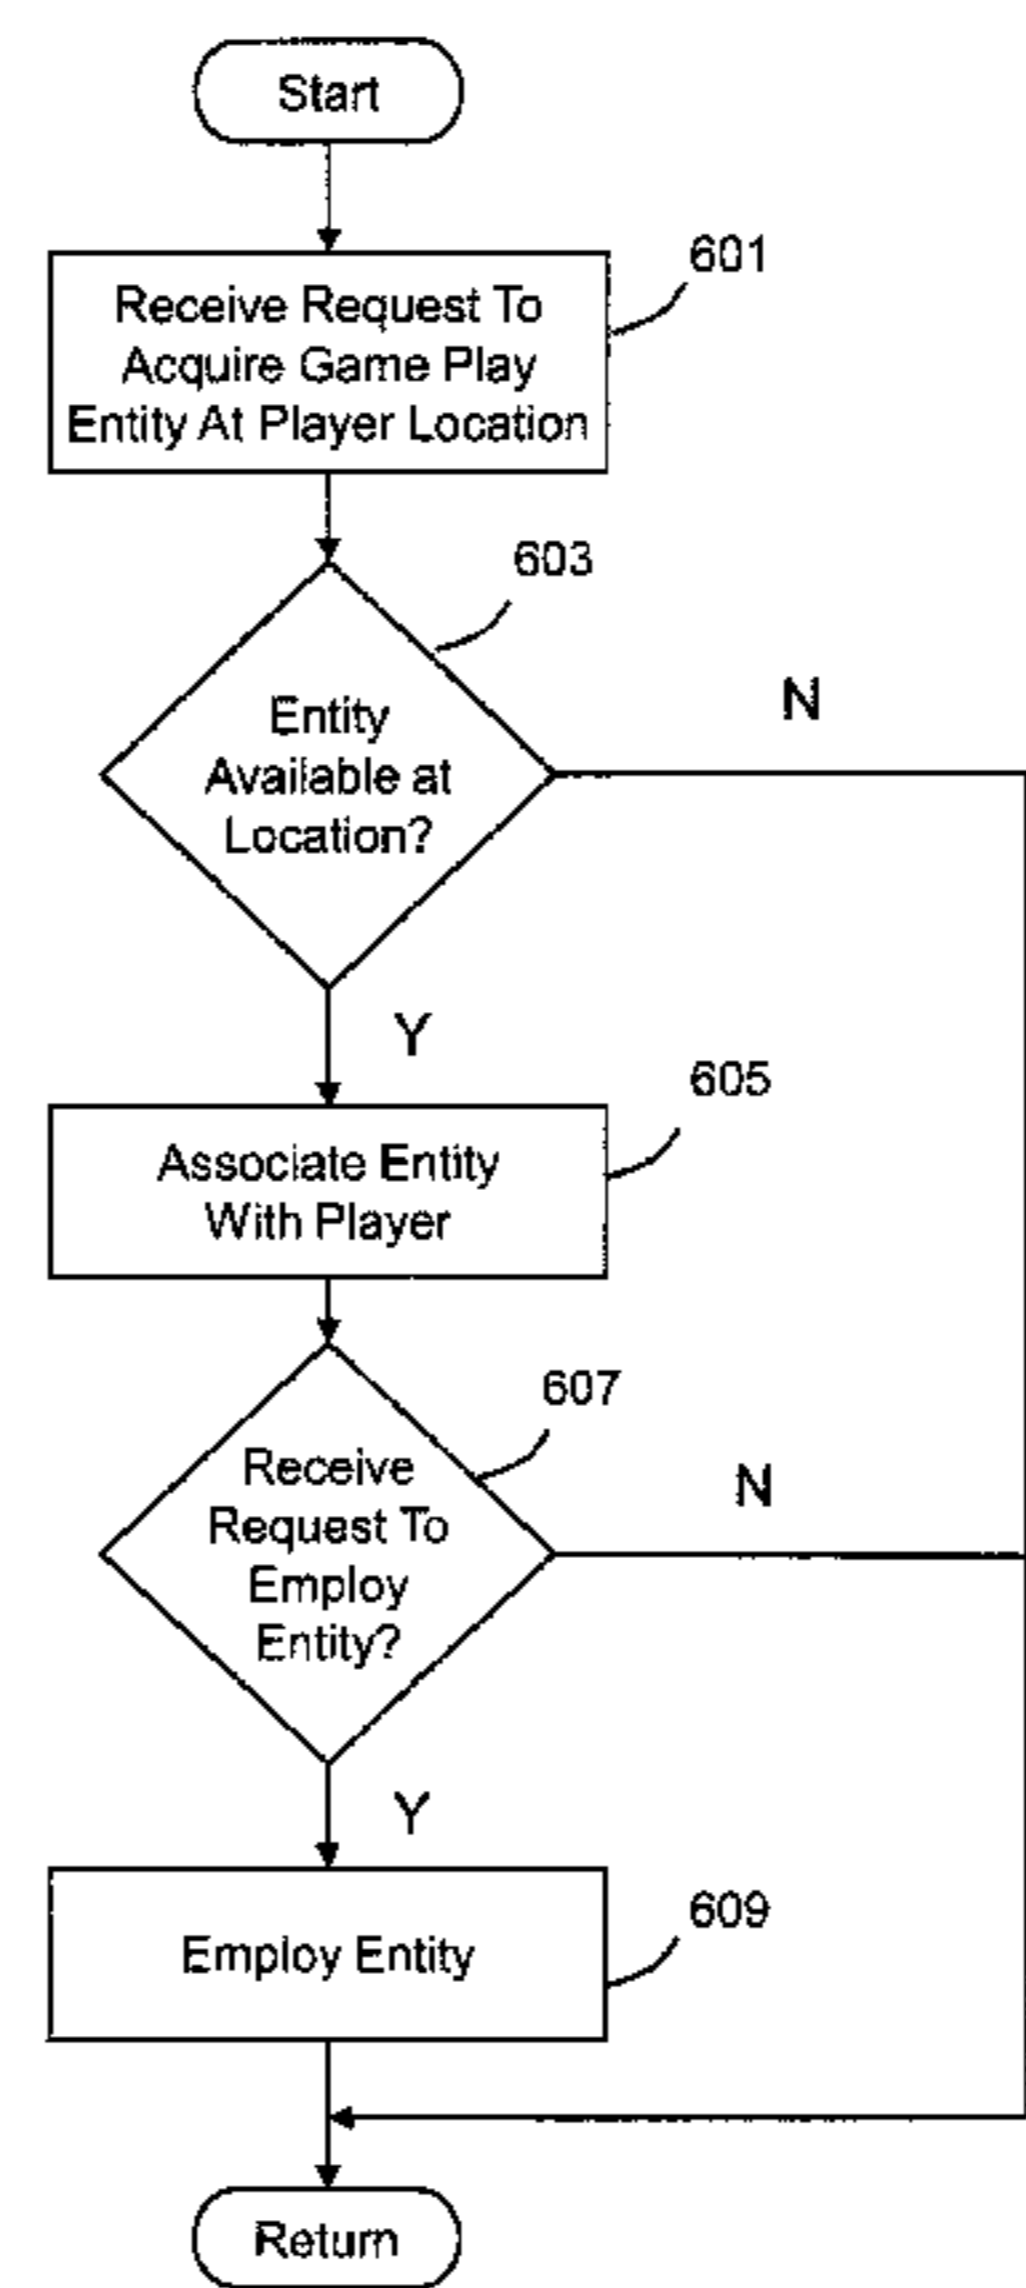 Start
601
Receive Request To
Acquire Game Play
Entity At Player Location
603
N
Entity
Available at
Location?
Y
605
Associate Entity
With Player
607
Receive
Request To
Employ
Entity?
N
Y
609
Employ Entity
Return